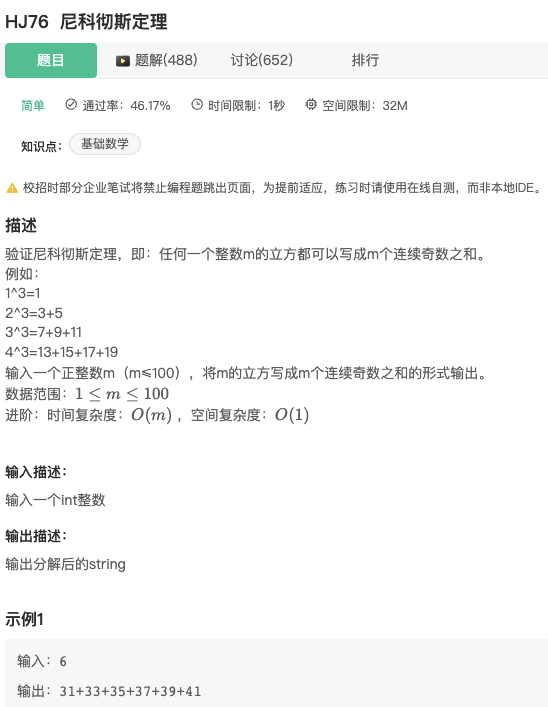 HJ76 尼科彻斯定理
题目 题解(488) 讨论(652) 排行
简单 通过率：46.17% 时间限制：1秒 空间限制：32M
知识点： 基础数学
校招时部分企业笔试将禁止编程题跳出页面，为提前适应，练习时请使用在线自测，而非本地IDE。
描述
验证尼科彻斯定理，即：任何一个整数m的立方都可以写成m个连续奇数之和。
例如：
1^3=1
2^3=3+5
3^3=7+9+11
4^3=13+15+17+19
输入一个正整数m（m≤100），将m的立方写成m个连续奇数之和的形式输出。
数据范围：1 ≤ m ≤ 100
进阶：时间复杂度：O(m) ，空间复杂度：O(1)
输入描述：
输入一个int整数
输出描述：
输出分解后的string
示例1
输入：6
输出：31+33+35+37+39+41